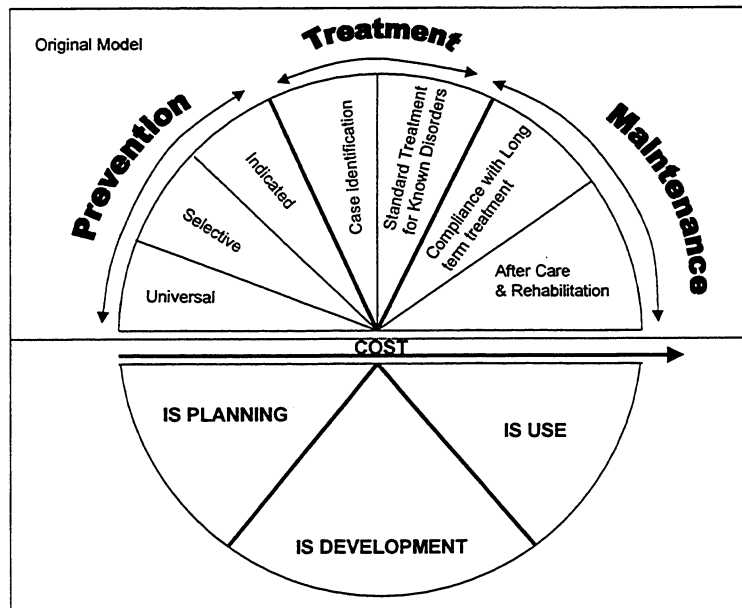 Original Model
Treatment
Prevention
Maintenance
Universal
Selective
Indicated
Case Identification
Standard Treatment
for Known Disorders
Compliance with Long
term treatment
After Care
& Rehabilitation
COST
IS PLANNING
IS DEVELOPMENT
IS USE